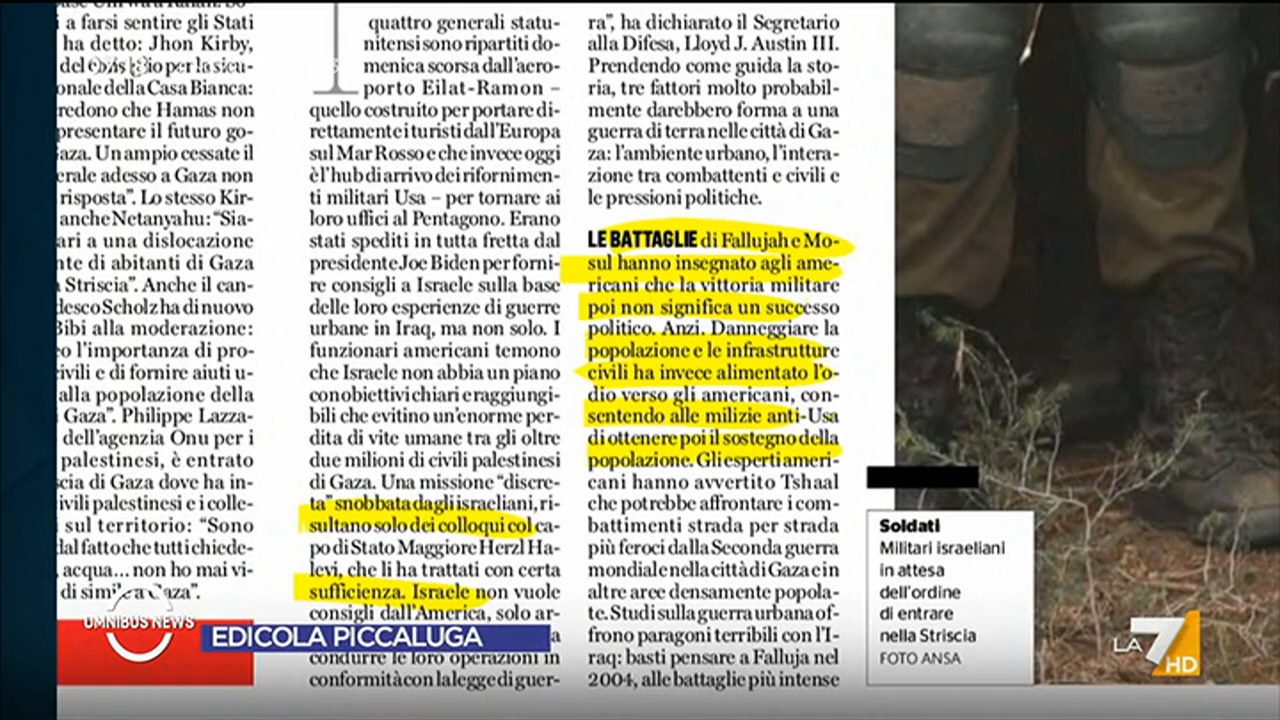 i a farsi sentire gli Stati
ha detto: Jhon Kirby,
per la sicu-
onale della Casa Bianca:
redono che Hamas non
presentare il futuro go-
Gaza. Un ampio cessate il
erale adesso a Gaza non
risposta”. Lo stesso Kir-
anche Netanyahu: “Sia-
ari a una dislocazione
nte di abitanti di Gaza
Striscia”. Anche il can-
desco Scholz ha di nuovo
Bibi alla moderazione:
o l’importanza di pro-
civili e di fornire aiuti u-
alla popolazione della
Gaza”. Philippe Lazza-
dell’agenzia Onu per i
palestinesi, è entrato
scia di Gaza dove ha in-
civili palestinesi e i colle-
sul territorio: “Sono
dal fatto che tutti chiede-
, acqua... non ho mai vi-
di simile a Gaza”.
quattro generali statu-
nitensi sono ripartiti do-
menica scorsa dall’aero-
porto Eilat-Ramon –
quello costruito per portare di-
rettamente i turisti dall’Europa
sul Mar Rosso e che invece oggi
è l’hub di arrivo dei rifornimen-
ti militari Usa – per tornare ai
loro uffici al Pentagono. Erano
stati spediti in tutta fretta dal
presidente Joe Biden per forni-
re consigli a Israele sulla base
delle loro esperienze di guerre
urbane in Iraq, ma non solo. I
funzionari americani temono
che Israele non abbia un piano
con obiettivi chiari e raggiungi-
bili che evitino un’enorme per-
dita di vite umane tra gli oltre
due milioni di civili palestinesi
di Gaza. Una missione “discre-
ta” snobbata dagli israeliani, ri-
sultano solo dei colloqui col ca-
po di Stato Maggiore Herzl Ha-
levi, che li ha trattati con certa
sufficienza. Israele non vuole
consigli dall’America, solo ar-
condurre le loro operazioni in
conformità con la legge di guer-
ra”, ha dichiarato il Segretario
alla Difesa, Lloyd J. Austin III.
Prendendo come guida la sto-
ria, tre fattori molto probabil-
mente darebbero forma a una
guerra di terra nelle città di Ga-
za: l’ambiente urbano, l’intera-
zione tra combattenti e civili e
le pressioni politiche.
LE BATTAGLIE di Fallujah e Mo-
sul hanno insegnato agli ame-
ricani che la vittoria militare
poi non significa un successo
politico. Anzi. Danneggiare la
popolazione e le infrastrutture
civili ha invece alimentato l’o-
dio verso gli americani, con-
sentendo alle milizie anti-Usa
di ottenere poi il sostegno della
popolazione. Gli esperti ameri-
cani hanno avvertito Tshaal
che potrebbe affrontare i com-
battimenti strada per strada
più feroci dalla Seconda guerra
mondiale nella città di Gaza e in
altre aree densamente popola-
te. Studi sulla guerra urbana of-
frono paragoni terribili con l’I-
raq: basti pensare a Falluja nel
2004, alle battaglie più intense
Soldati
Militari israeliani
in attesa
dell’ordine
di entrare
nella Striscia
FOTO ANSA
OMNIBUS NEWS
EDICOLA PICCALUGA
LA 7 HD